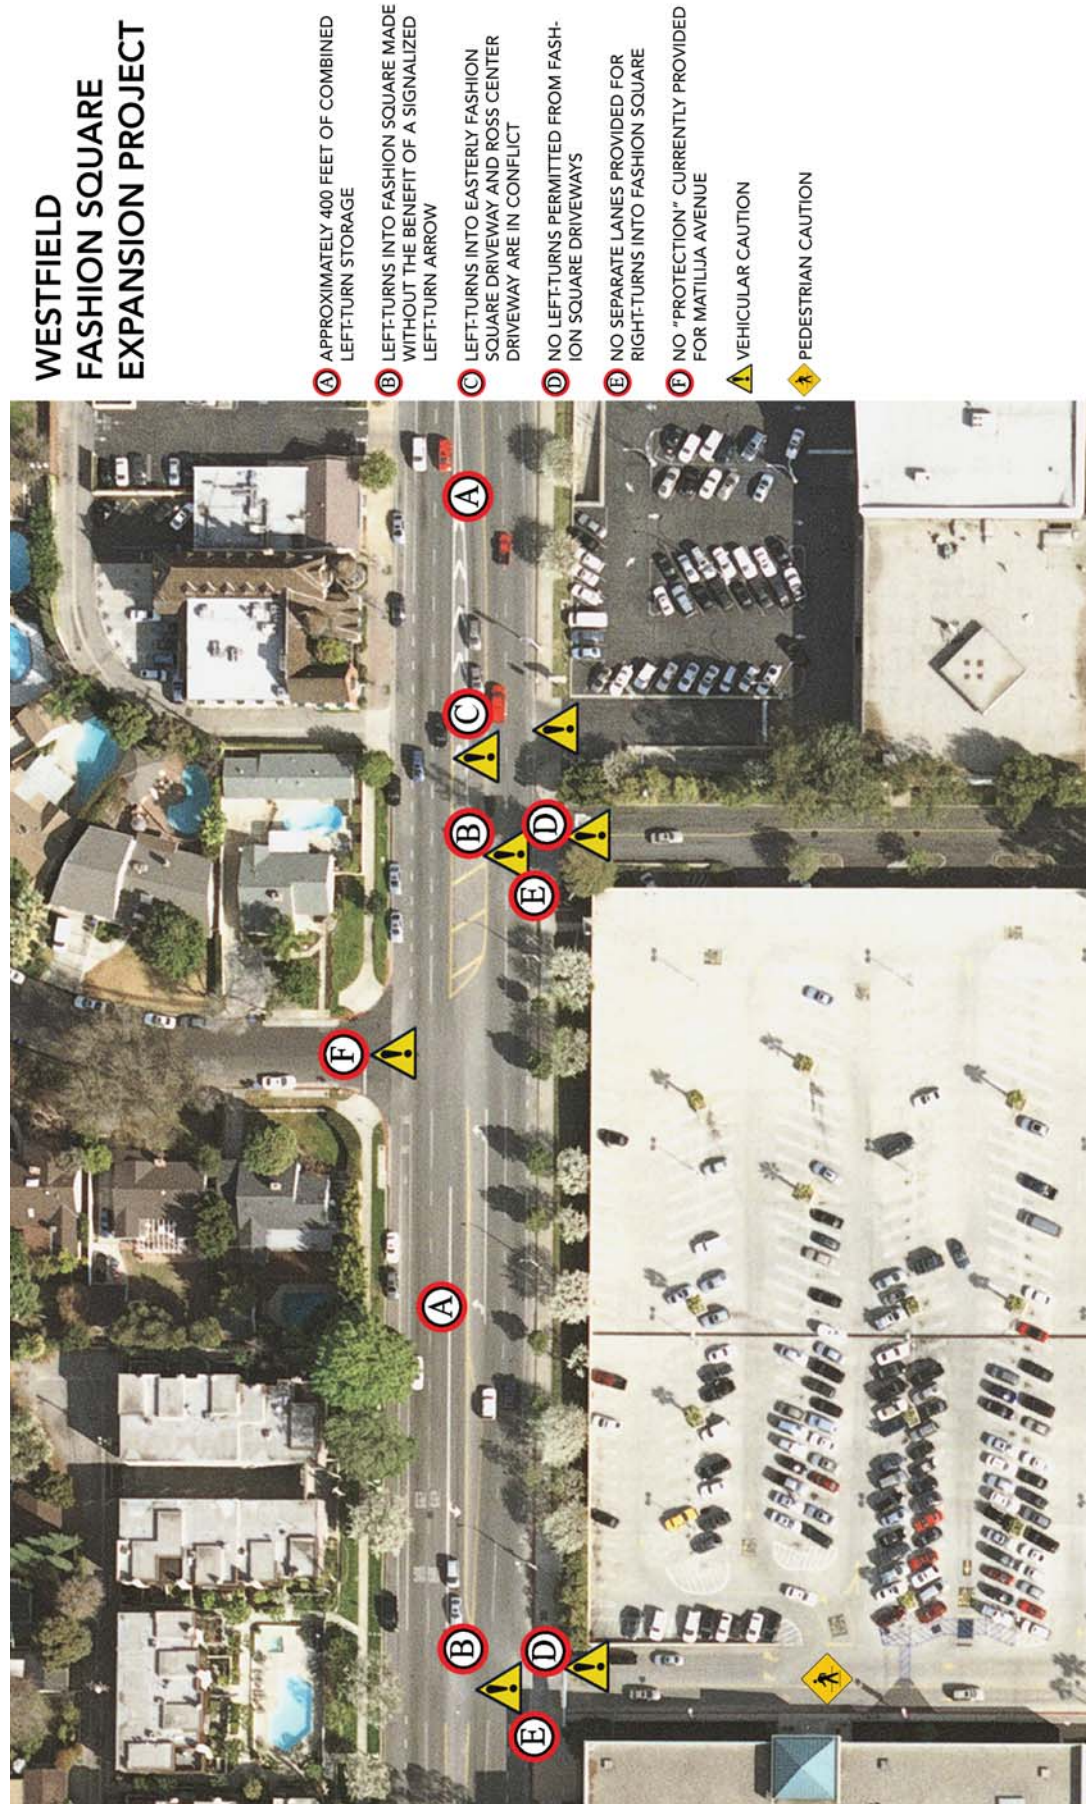 WESTFIELD
FASHION SQUARE
EXPANSION PROJECT
A APPROXIMATELY 400 FEET OF COMBINED
LEFT-TURN STORAGE
B LEFT-TURNS INTO FASHION SQUARE MADE
WITHOUT THE BENEFIT OF A SIGNALIZED
LEFT-TURN ARROW
C LEFT-TURNS INTO EASTERLY FASHION
SQUARE DRIVEWAY AND ROSS CENTER
DRIVEWAY ARE IN CONFLICT
D NO LEFT-TURNS PERMITTED FROM FASH-
ION SQUARE DRIVEWAYS
E NO SEPARATE LANES PROVIDED FOR
RIGHT-TURNS INTO FASHION SQUARE
F NO "PROTECTION" CURRENTLY PROVIDED
FOR MATILIJA AVENUE
! VEHICULAR CAUTION
PEDESTRIAN CAUTION
F
!
B
A
C
A
!
!
B
!
D
D
!
!
!
E
E